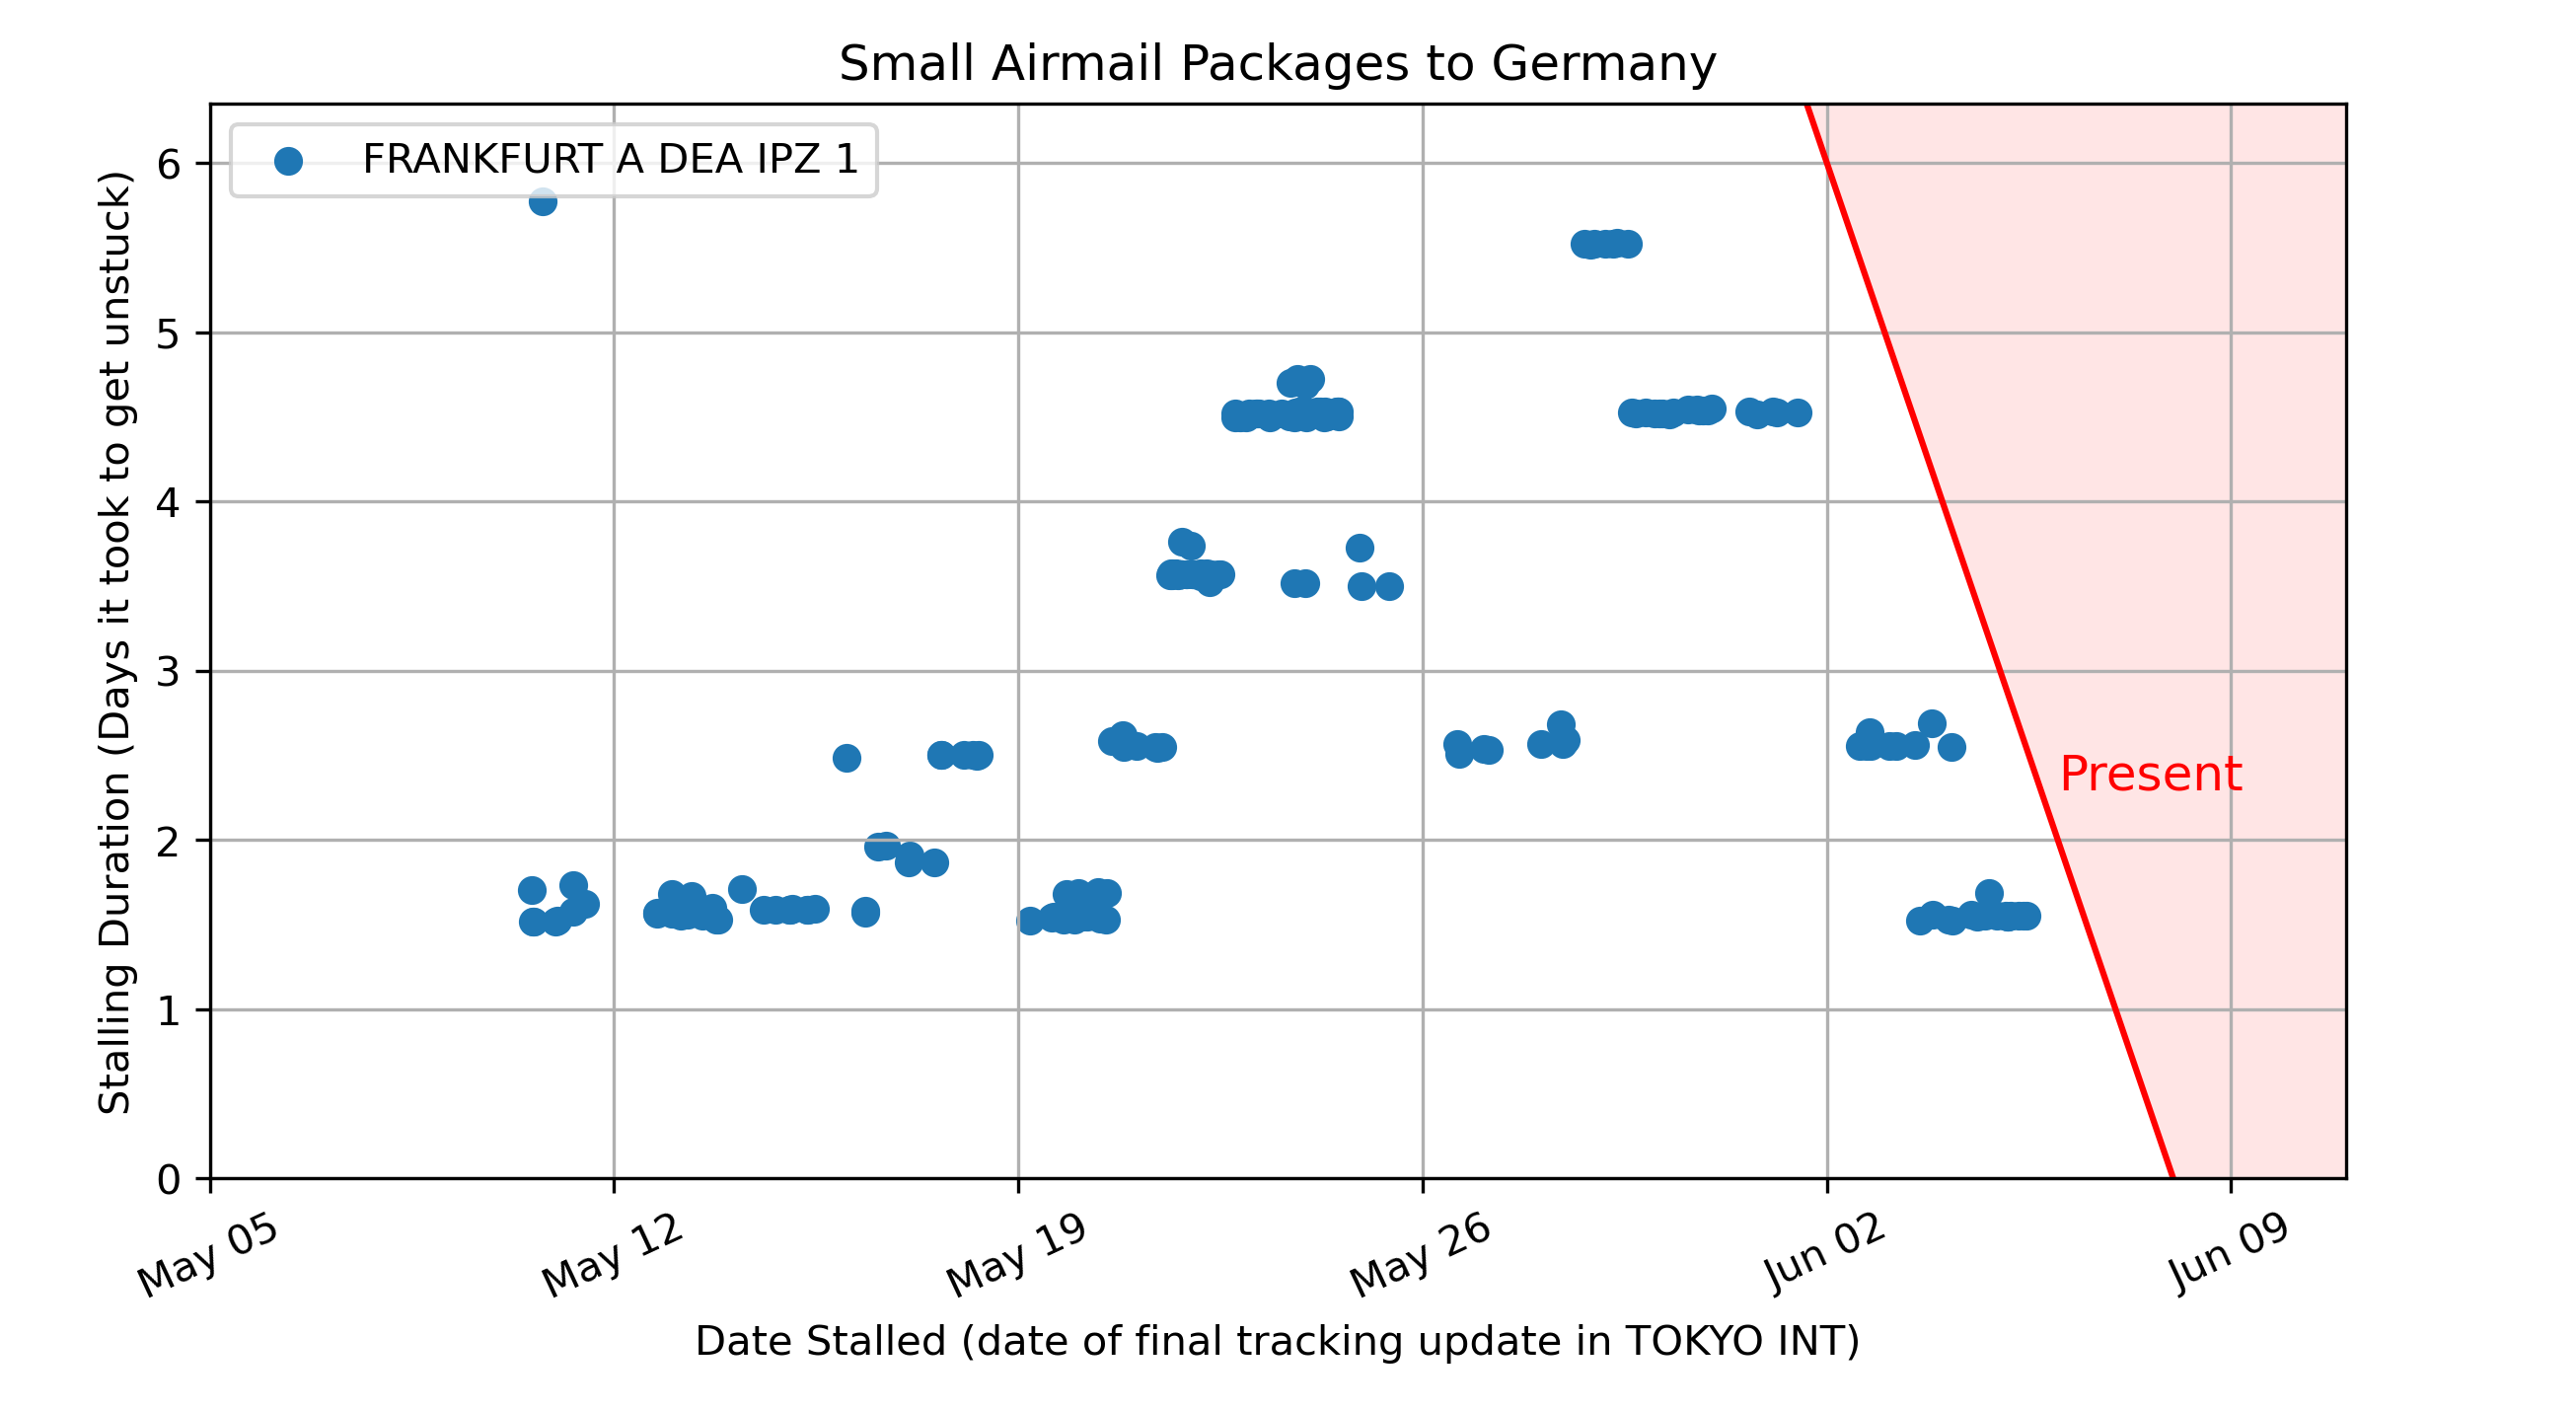 Small Airmail Packages to Germany
FRANKFURT A DEA IPZ 1
Stalling Duration (Days it took to get unstuck)
6
5
4
3
2
1
0
Present
May 05
May 12
May 19
May 26
Jun 02
Jun 09
Date Stalled (date of final tracking update in TOKYO INT)